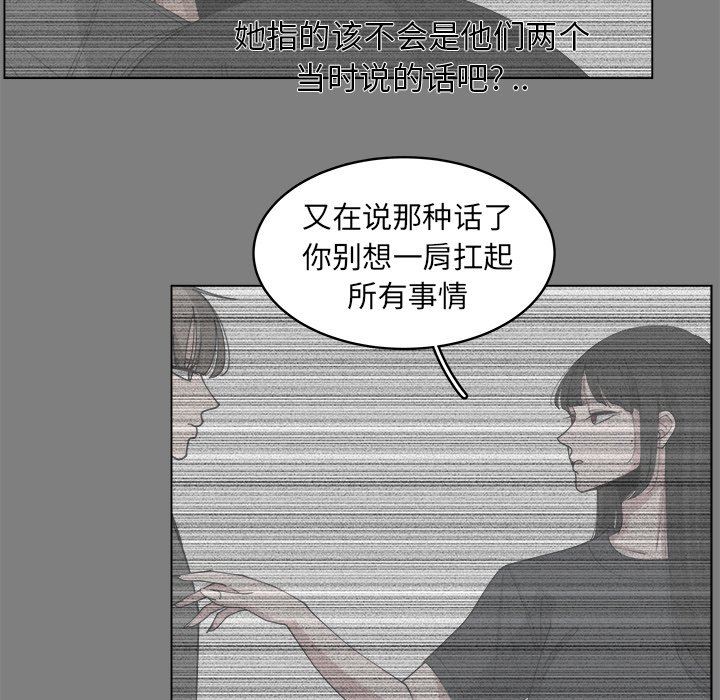 她指的该不会是他们两个
当时说的话吧? ..
又在说那种话了
你别想一肩扛起
所有事情